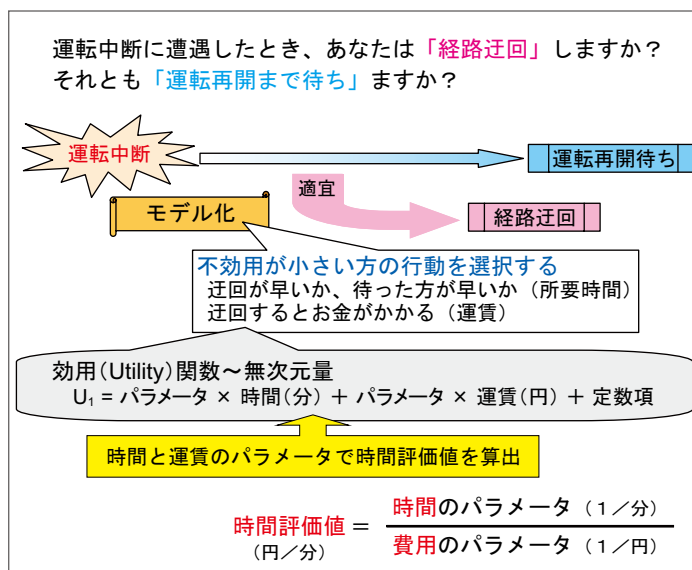 運転中断に遭遇したとき、あなたは「経路迂回」しますか？
それとも「運転再開まで待ち」ますか？
運転中断
運転再開待ち
適宜
モデル化
経路迂回
不効用が小さい方の行動を選択する
迂回が早いか、待った方が早いか（所要時間）
迂回するとお金がかかる（運賃）
効用（Utility）関数～無次元量
U₁ = パラメータ × 時間（分）＋ パラメータ × 運賃（円）＋ 定数項
時間と運賃のパラメータで時間評価値を算出
時間のパラメータ（１／分）
時間評価値＝
（円／分）
費用のパラメータ（１／円）